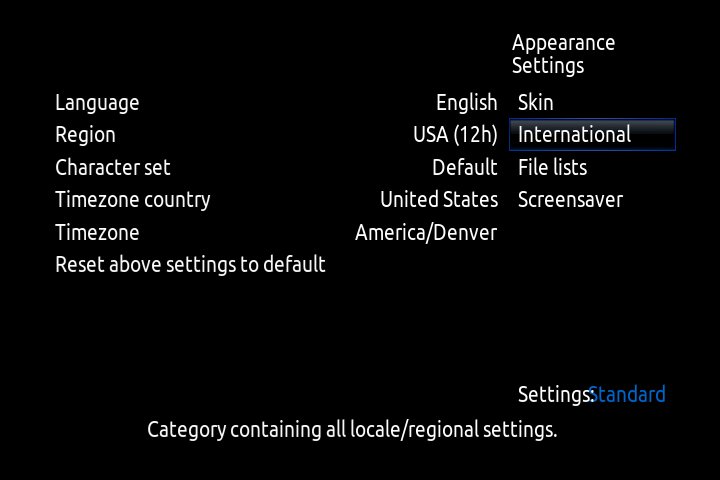 Appearance
Settings
Language English Skin
Region USA (12h) International
Character set Default File lists
Timezone country United States Screensaver
Timezone America/Denver
Reset above settings to default
Settings:Standard
Category containing all locale/regional settings.